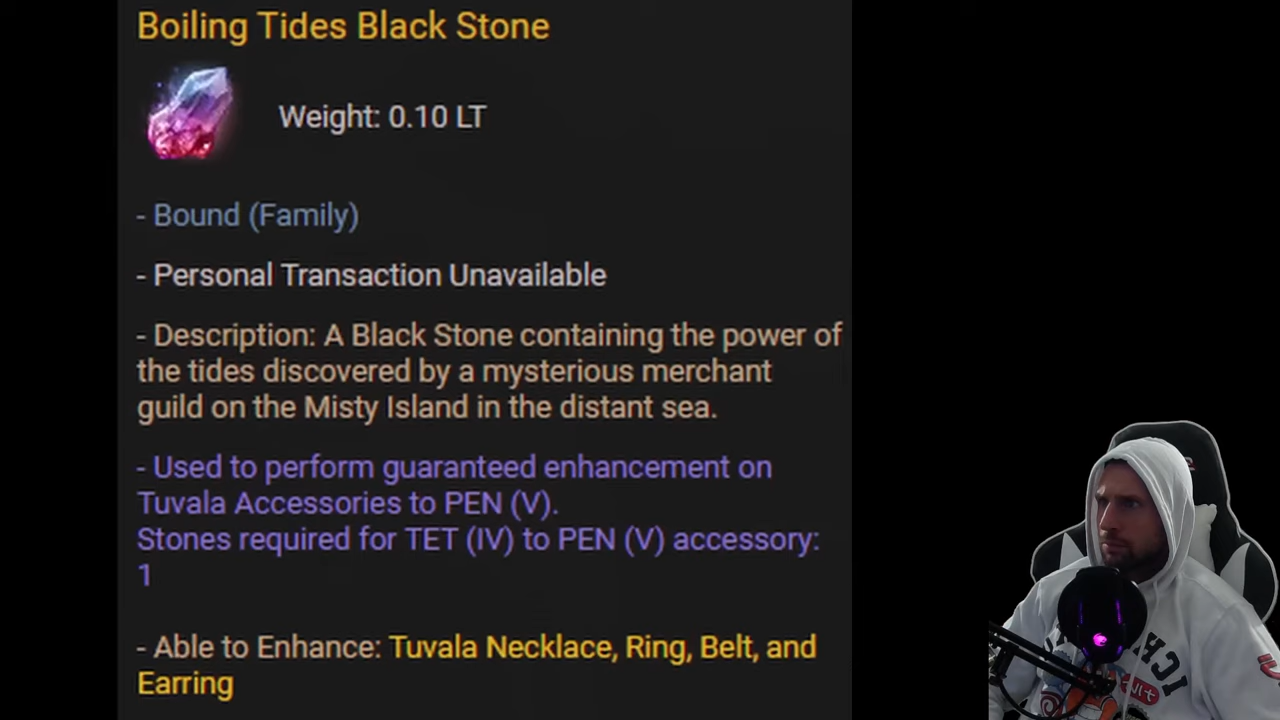 Boiling Tides Black Stone
Weight: 0.10 LT
- Bound (Family)
- Personal Transaction Unavailable
- Description: A Black Stone containing the power of
the tides discovered by a mysterious merchant
guild on the Misty Island in the distant sea.
- Used to perform guaranteed enhancement on
Tuvala Accessories to PEN (V).
Stones required for TET (IV) to PEN (V) accessory:
1
- Able to Enhance: Tuvala Necklace, Ring, Belt, and
Earring